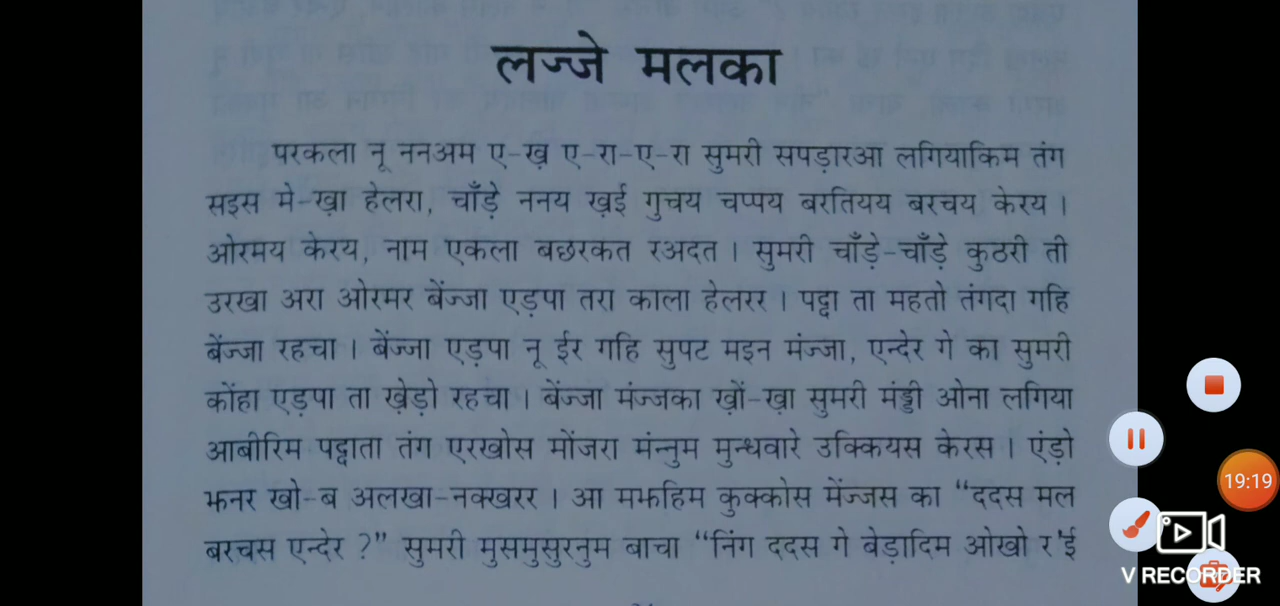 लज्जे मलका
परकला नू ननअम ए-ख़ ए-रा-ए-रा सुमरी सपड़ारआ लगियाकिम तंग
सइस मे-ख़ा हेलरा, चाँड़े ननय ख़ई गुचय चप्पय बरतियय बरचय केरय ।
ओरमय केरय, नाम एकला बछरकत रअदत । सुमरी चाँड़े-चाँड़े कुठरी ती
उरखा अरा ओरमर बेंज्जा एड़पा तरा काला हेलरर । पद्दा ता महतो तंगदा गहि
बेंज्जा रहचा । बेंज्जा एड़पा नू ईर गहि सुपट मइन मंज्जा, एन्देर गे का सुमरी
कोंहा एड़पा ता ख़ेड़ो रहचा । बेंज्जा मंज्जका ख़ों-ख़ा सुमरी मंड्डी ओना लगिया
आबीरिम पद्दाता तंग एरखोस मोंजरा मंन्नुम मुन्धवारे उक्कियस केरस । एंड़ो
झनर खो-ब अलखा-नक्खरर । आ मझहिम कुक्कोस मेंज्जस का “ददस मल
बरचस एन्देर ?” सुमरी मुसमुसुरनुम बाचा “निंग ददस गे बेड़ादिम ओखो र'ई
19:19
V RECORDER